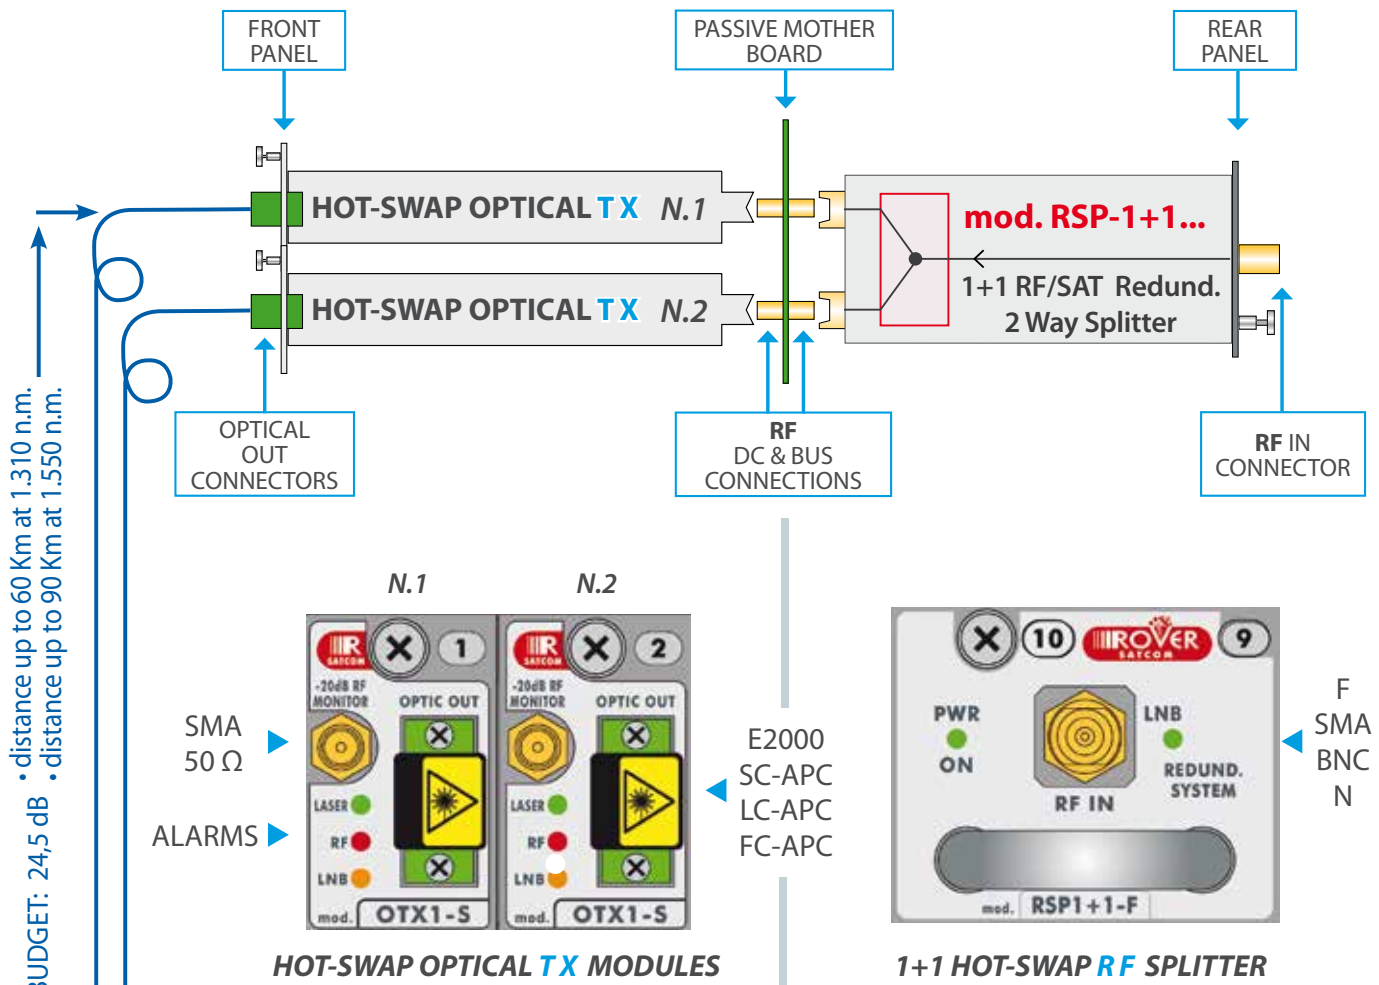 FRONT
PANEL
PASSIVE MOTHER
BOARD
REAR
PANEL
HOT-SWAP OPTICAL TX N.1
HOT-SWAP OPTICAL TX N.2
mod. RSP-1+1...
1+1 RF/SAT Redund.
2 Way Splitter
OPTICAL
OUT
CONNECTORS
RF
DC & BUS
CONNECTIONS
RF IN
CONNECTOR
BUDGET: 24,5 dB
• distance up to 60 Km at 1.310 n.m.
• distance up to 90 Km at 1.550 n.m.
N.1
N.2
SMA
50 Ω
ALARMS
R
SATCOM
1
-20dB RF
MONITOR
OPTIC OUT
LASER
RF
LNB
mod. OTX1-S
R
SATCOM
2
-20dB RF
MONITOR
OPTIC OUT
LASER
RF
LNB
mod. OTX1-S
E2000
SC-APC
LC-APC
FC-APC
10
ROVER
SATCOM
9
PWR
ON
LNB
REDUND.
SYSTEM
RF IN
mod. RSP1+1-F
F
SMA
BNC
N
HOT-SWAP OPTICAL TX MODULES
1+1 HOT-SWAP RF SPLITTER